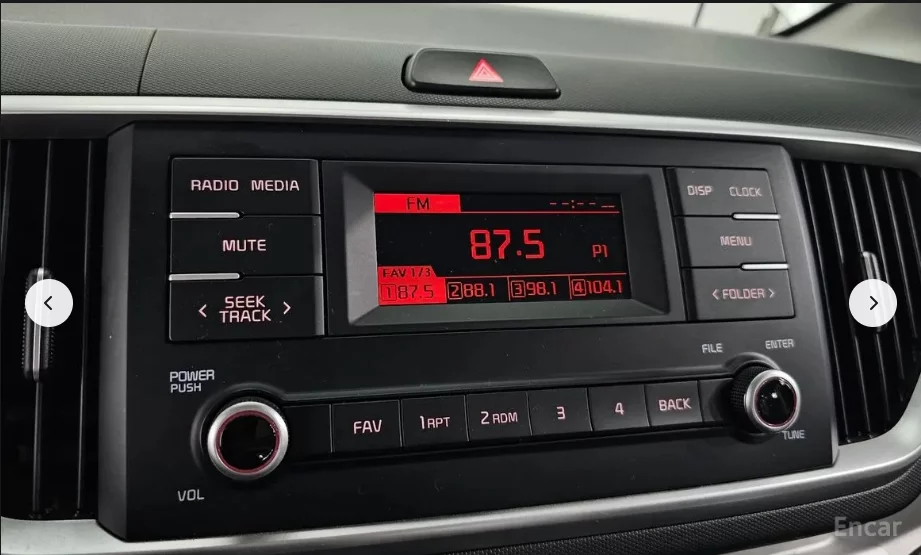 RADIO MEDIA
MUTE
< SEEK TRACK >
FM
--:-- __
87.5
P1
FAV 1/3
1 87.5 2 88.1 3 98.1 4 104.1
DISP CLOCK
MENU
< FOLDER >
POWER
PUSH
VOL
FAV 1 RPT 2 RDM 3 4 BACK
FILE
ENTER
TUNE
Encar